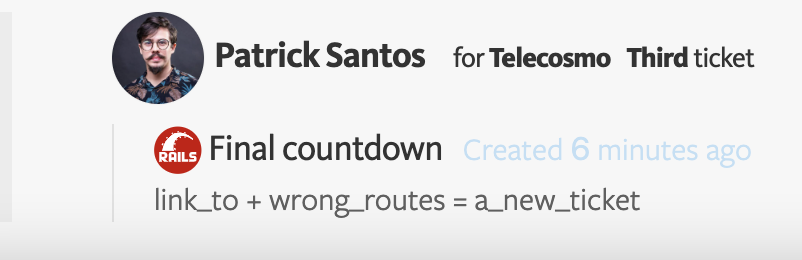 Patrick Santos for Telecosmo Third ticket
RAILS Final countdown Created 6 minutes ago
link_to + wrong_routes = a_new_ticket